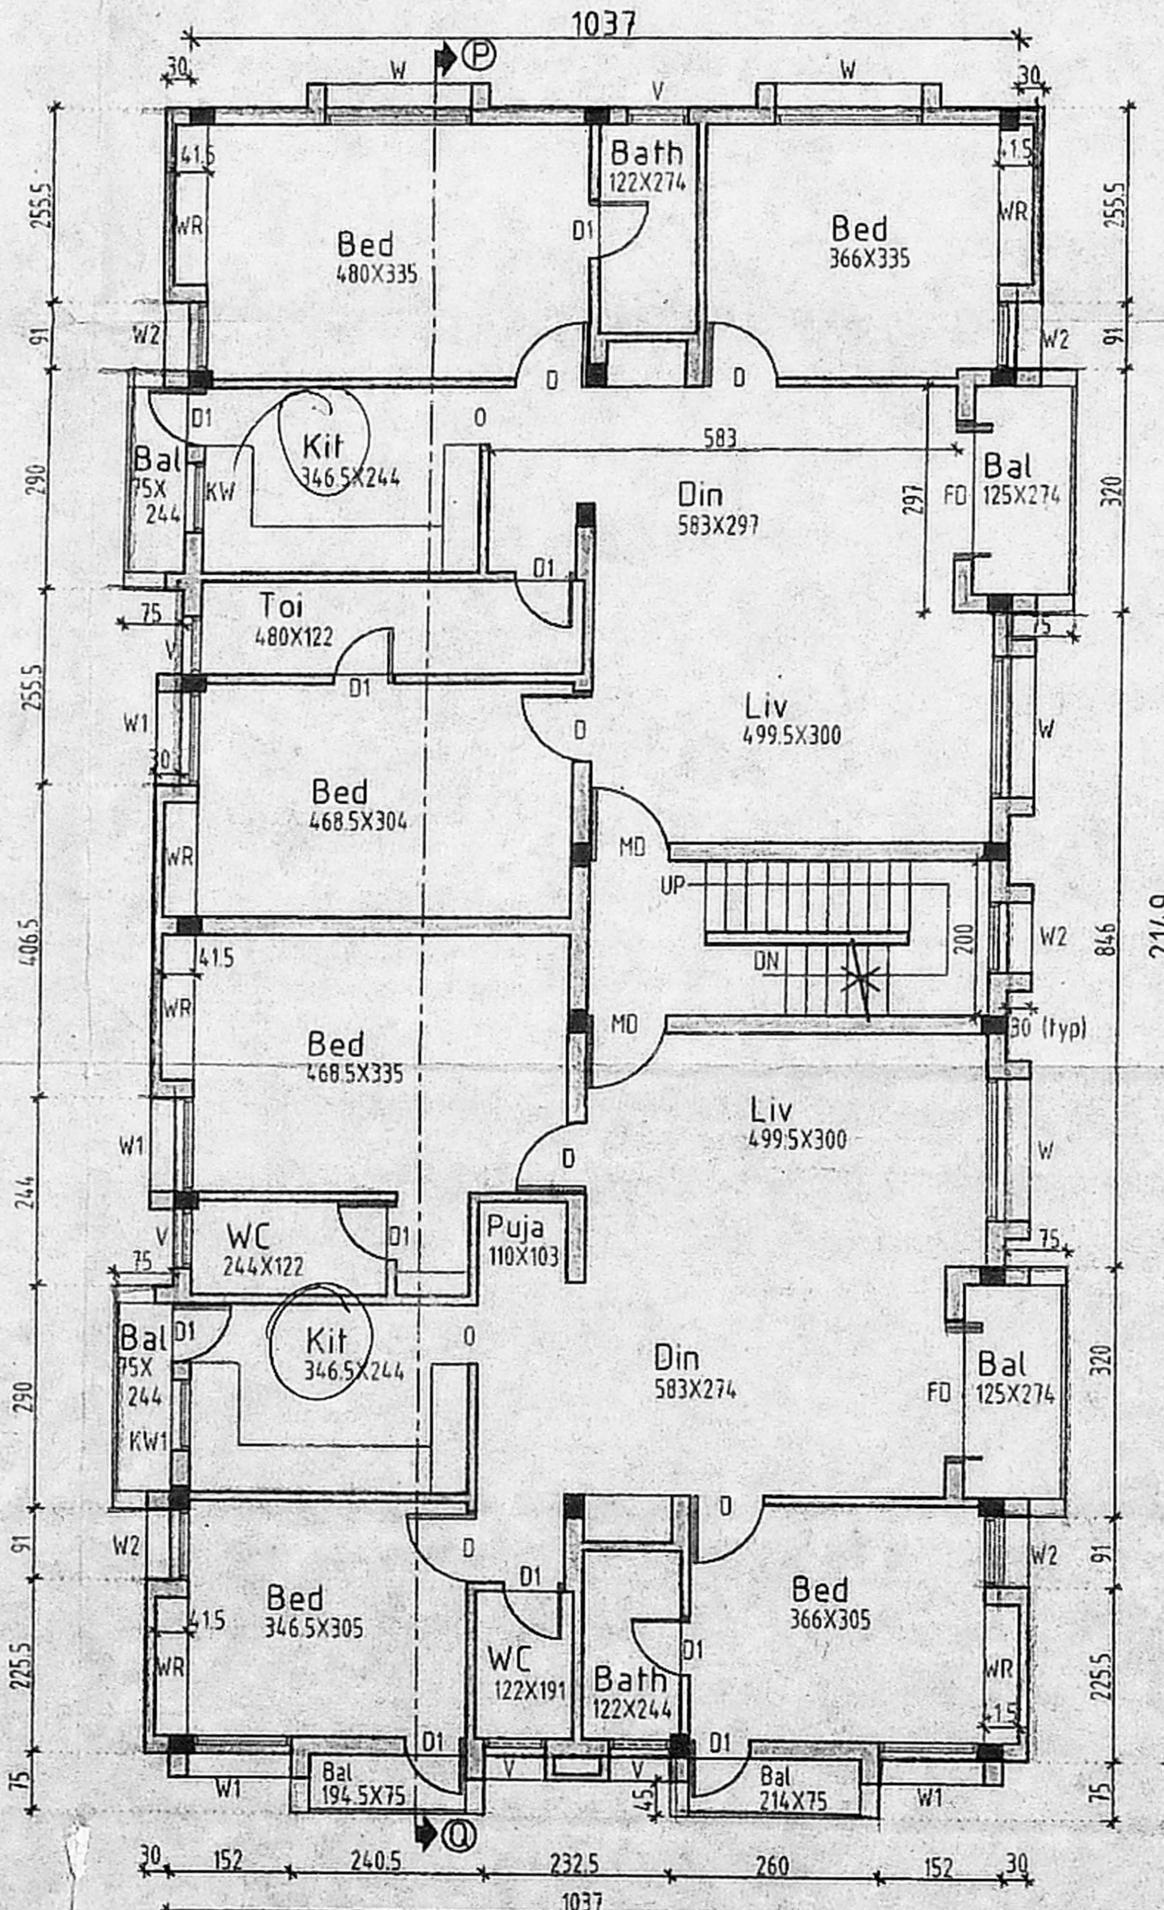 1037
P
30
W
V
W
30
41.5
Bath
122X274
41.5
255.5
WR
Bed
480X335
D1
Bed
366X335
WR
255.5
91
W2
W2
91
D
D
D1
O
Kit
346.5X244
583
Bal
75X
244
KW
Din
583X297
297
FD
Bal
125X274
290
320
D1
Toi
480X122
75
75
V
D1
255.5
W1
D
Liv
499.5X300
W
30
Bed
468.5X304
MD
WR
UP
406.5
41.5
DN
200
W2
846
2149
WR
MD
30 (typ)
Bed
468.5X335
Liv
499.5X300
W1
D
W
244
V
WC
244X122
D1
Puja
110X103
75
75
Bal
75X
244
D1
Kit
346.5X244
O
Din
583X274
FD
Bal
125X274
290
320
KW1
D
91
W2
D
W2
91
D1
Bed
346.5X305
Bed
366X305
41.5
225.5
WR
WC
122X191
Bath
122X244
D1
WR
225.5
D1
D1
75
W1
Bal
194.5X75
V
V
45
Bal
214X75
W1
75
Q
30
152
240.5
232.5
260
152
30
1037